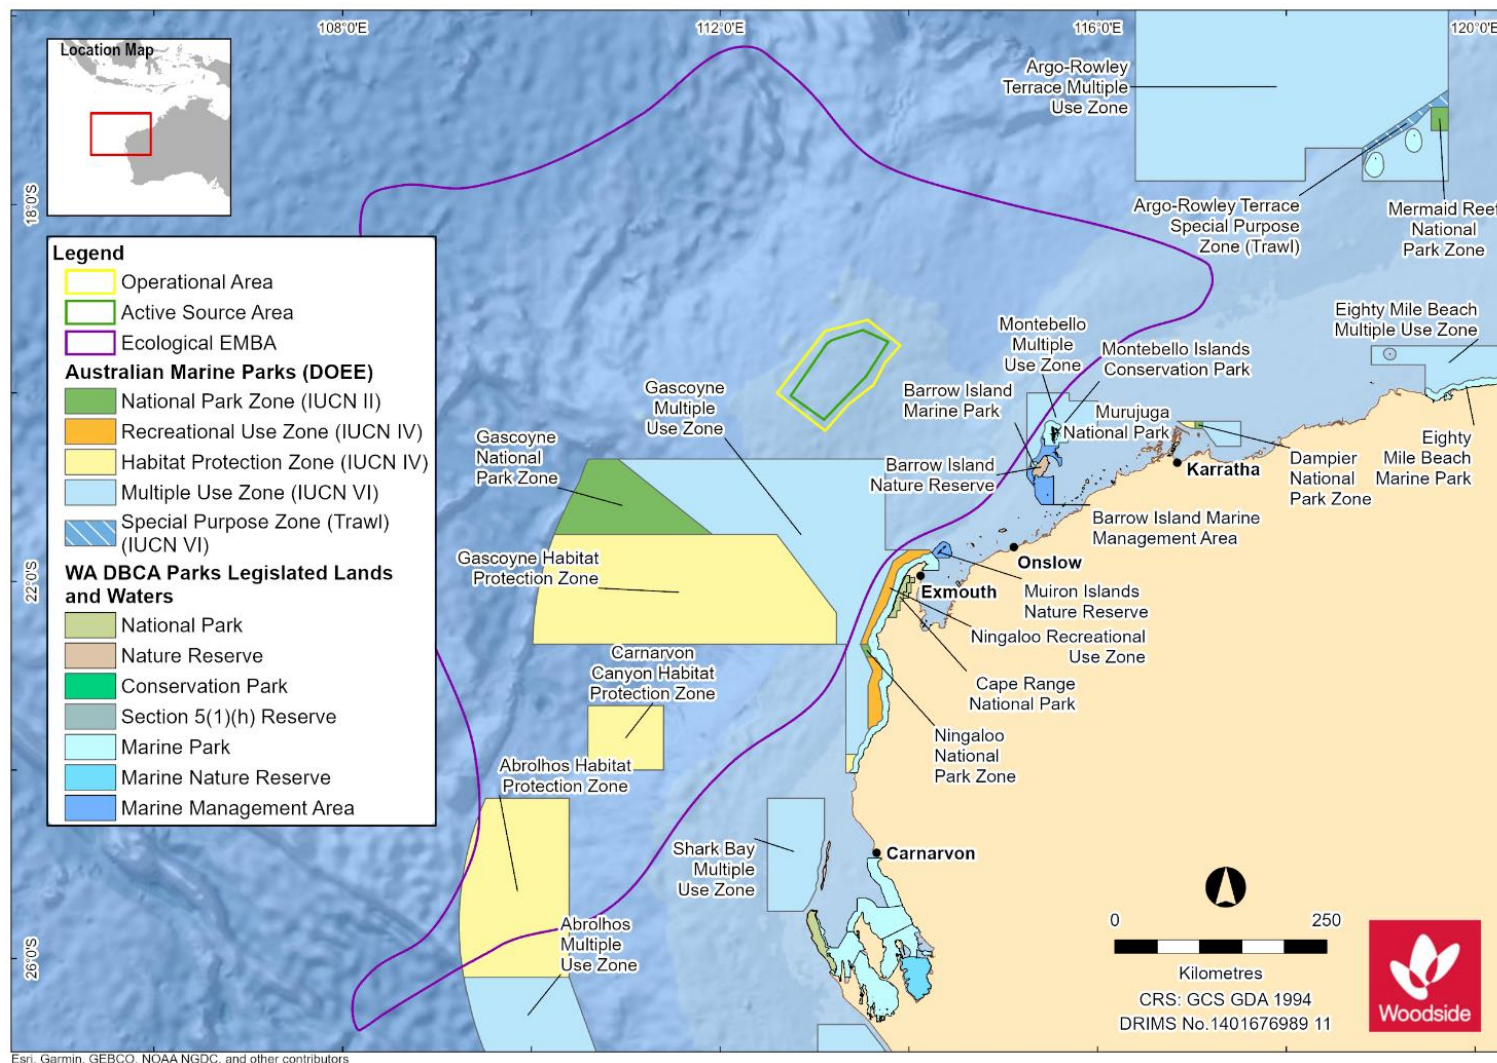 108°0'E
112°0'E
116°0'E
120°0'E
Location Map
18°0'S
22°0'S
26°0'S
Legend
Operational Area
Active Source Area
Ecological EMBA
Australian Marine Parks (DOEE)
National Park Zone (IUCN II)
Recreational Use Zone (IUCN IV)
Habitat Protection Zone (IUCN IV)
Multiple Use Zone (IUCN VI)
Special Purpose Zone (Trawl)
(IUCN VI)
WA DBCA Parks Legislated Lands
and Waters
National Park
Nature Reserve
Conservation Park
Section 5(1)(h) Reserve
Marine Park
Marine Nature Reserve
Marine Management Area
Argo-Rowley
Terrace Multiple
Use Zone
Argo-Rowley Terrace
Special Purpose
Zone (Trawl)
Mermaid Reef
National
Park Zone
Eighty Mile Beach
Multiple Use Zone
Montebello
Multiple
Use Zone
Montebello Islands
Conservation Park
Barrow Island
Marine Park
Murujuga
National Park
Gascoyne
Multiple
Use Zone
Gascoyne
National
Park Zone
Barrow Island
Nature Reserve
Karratha
Dampier
National
Park Zone
Eighty
Mile Beach
Marine Park
Barrow Island Marine
Management Area
Gascoyne Habitat
Protection Zone
Onslow
Exmouth
Muiron Islands
Nature Reserve
Ningaloo Recreational
Use Zone
Carnarvon
Canyon Habitat
Protection Zone
Cape Range
National Park
Ningaloo
National
Park Zone
Abrolhos Habitat
Protection Zone
Shark Bay
Multiple
Use Zone
Carnarvon
Abrolhos
Multiple
Use Zone
0 250
Kilometres
CRS: GCS GDA 1994
DRIMS No.1401676989 11
Woodside
Esri, Garmin, GEBCO, NOAA NGDC, and other contributors